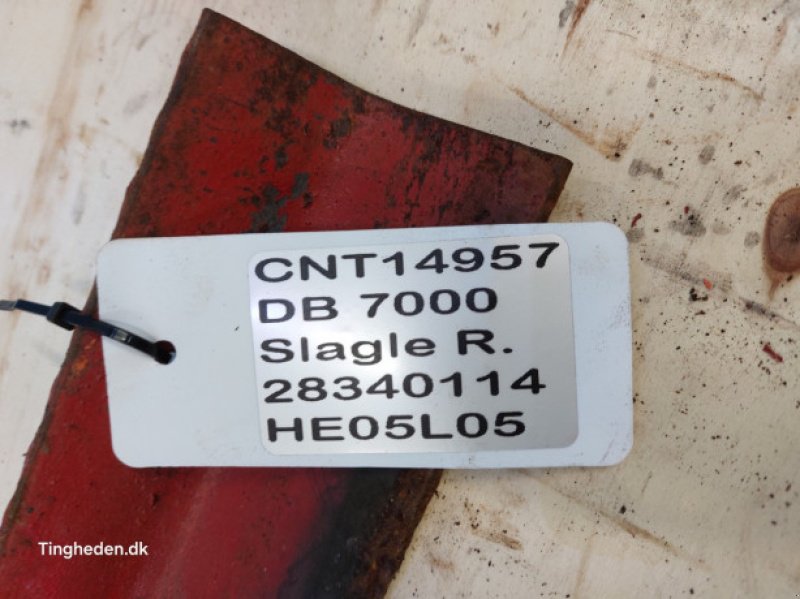 CNT14957
DB 7000
Slagle R.
28340114
HE05L05
Tingheden.dk